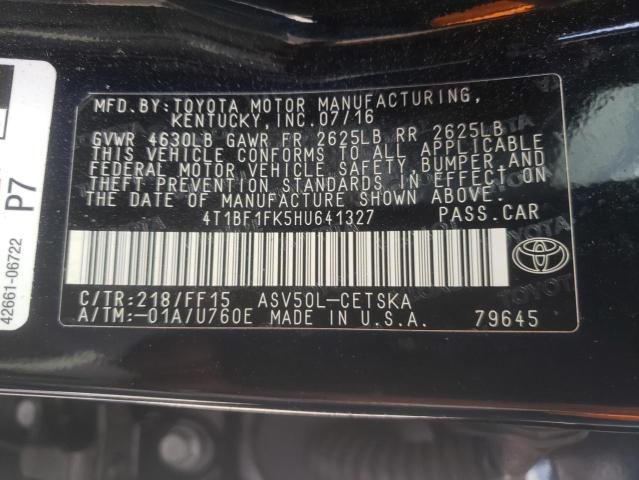 MFD.BY:TOYOTA MOTOR MANUFACTURING,
KENTUCKY, INC.07/16
GVWR 4630LB GAWR FR 2625LB RR 2625LB
THIS VEHICLE CONFORMS TO ALL APPLICABLE
FEDERAL MOTOR VEHICLE SAFETY, BUMPER, AND
THEFT PREVENTION STANDARDS IN EFFECT ON
THE DATE OF MANUFACTURE SHOWN ABOVE.
4T1BF1FK5HU641327 PASS.CAR
C/TR:218/FF15 ASV50L-CETSKA
A/TM:-01A/U760E MADE IN U.S.A. 79645
TOYOTA
42661-06722
P7